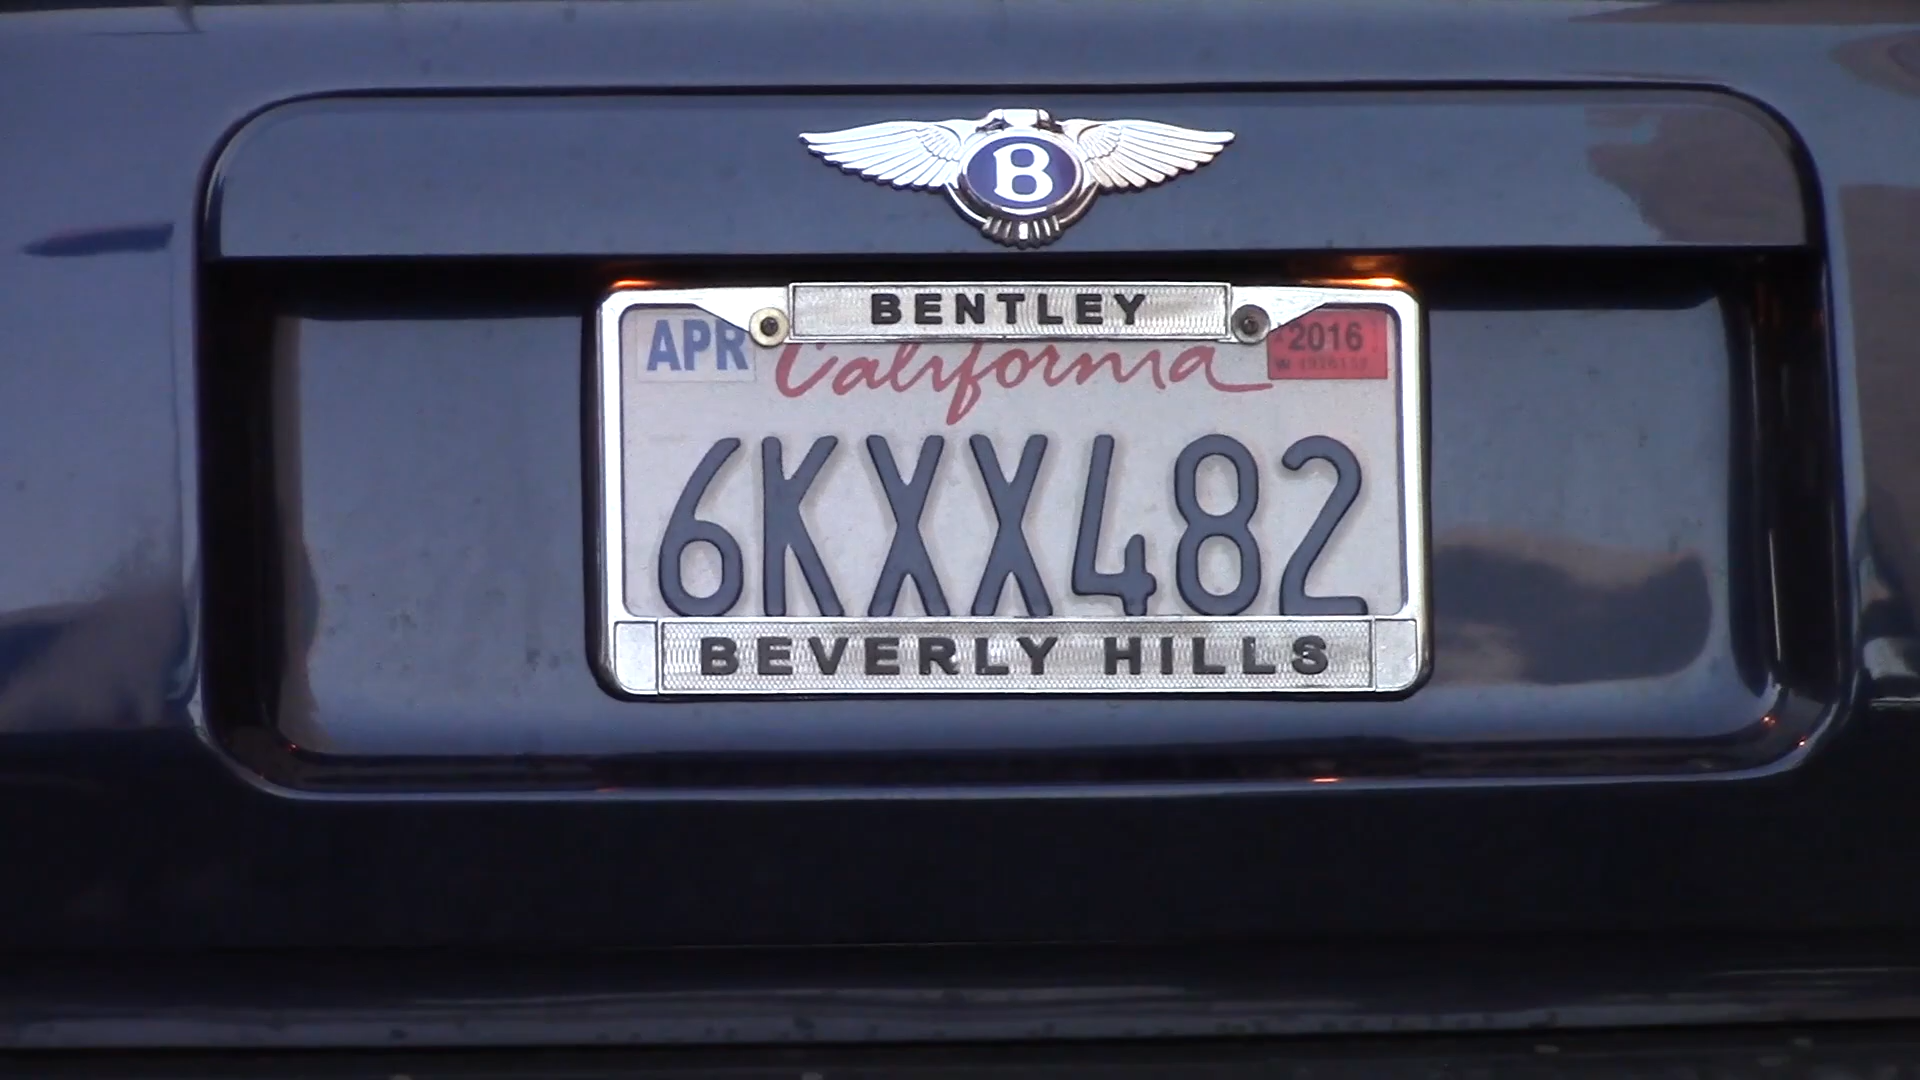 B
BENTLEY
APR California 2016
6KXX482
BEVERLY HILLS